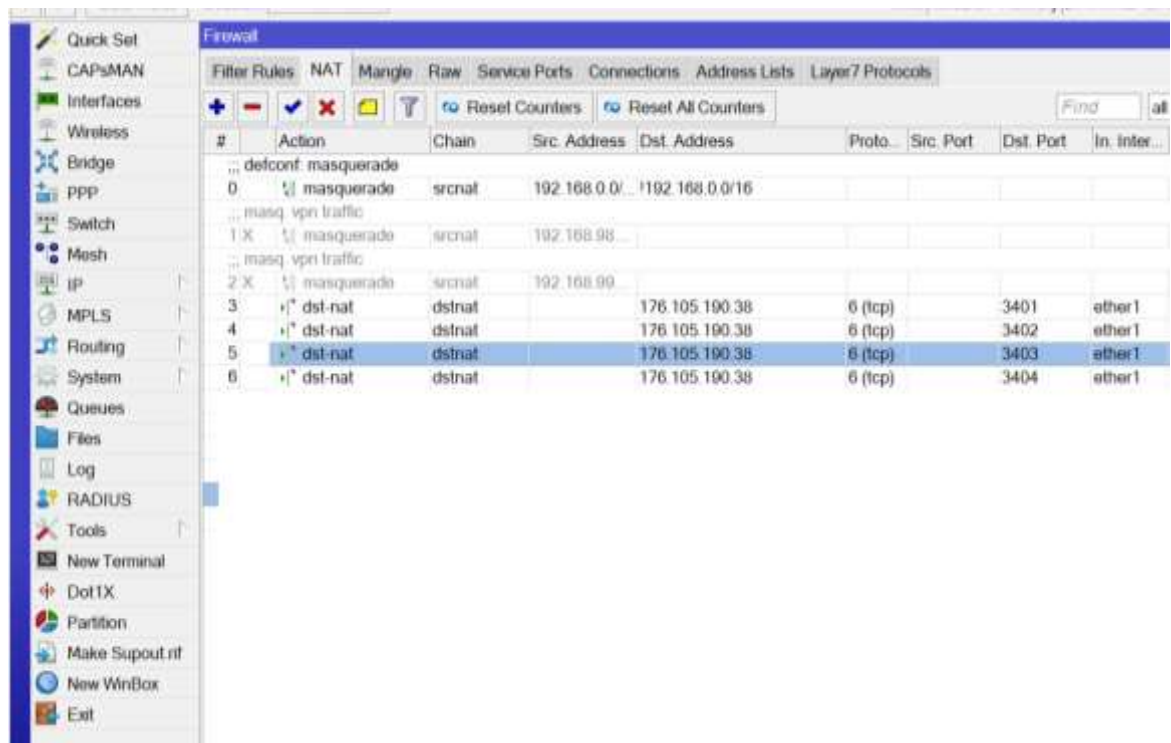 Quick Set
CAPsMAN
Interfaces
Wireless
Bridge
PPP
Switch
Mesh
IP
MPLS
Routing
System
Queues
Files
Log
RADIUS
Tools
New Terminal
Dot1X
Partition
Make Supout.rif
New WinBox
Exit
Firewall
Filter Rules NAT Mangle Raw Service Ports Connections Address Lists Layer7 Protocols
Reset Counters Reset All Counters Find all
# Action Chain Src. Address Dst. Address Proto... Src. Port Dst. Port In. Inter...
;;; defconf: masquerade
0 masquerade srcnat 192.168.0.0/... !192.168.0.0/16
;;; masq. vpn traffic
1 X masquerade srcnat 192.168.98....
;;; masq. vpn traffic
2 X masquerade srcnat 192.168.99....
3 dst-nat dstnat 176.105.190.38 6 (tcp) 3401 ether1
4 dst-nat dstnat 176.105.190.38 6 (tcp) 3402 ether1
5 dst-nat dstnat 176.105.190.38 6 (tcp) 3403 ether1
6 dst-nat dstnat 176.105.190.38 6 (tcp) 3404 ether1